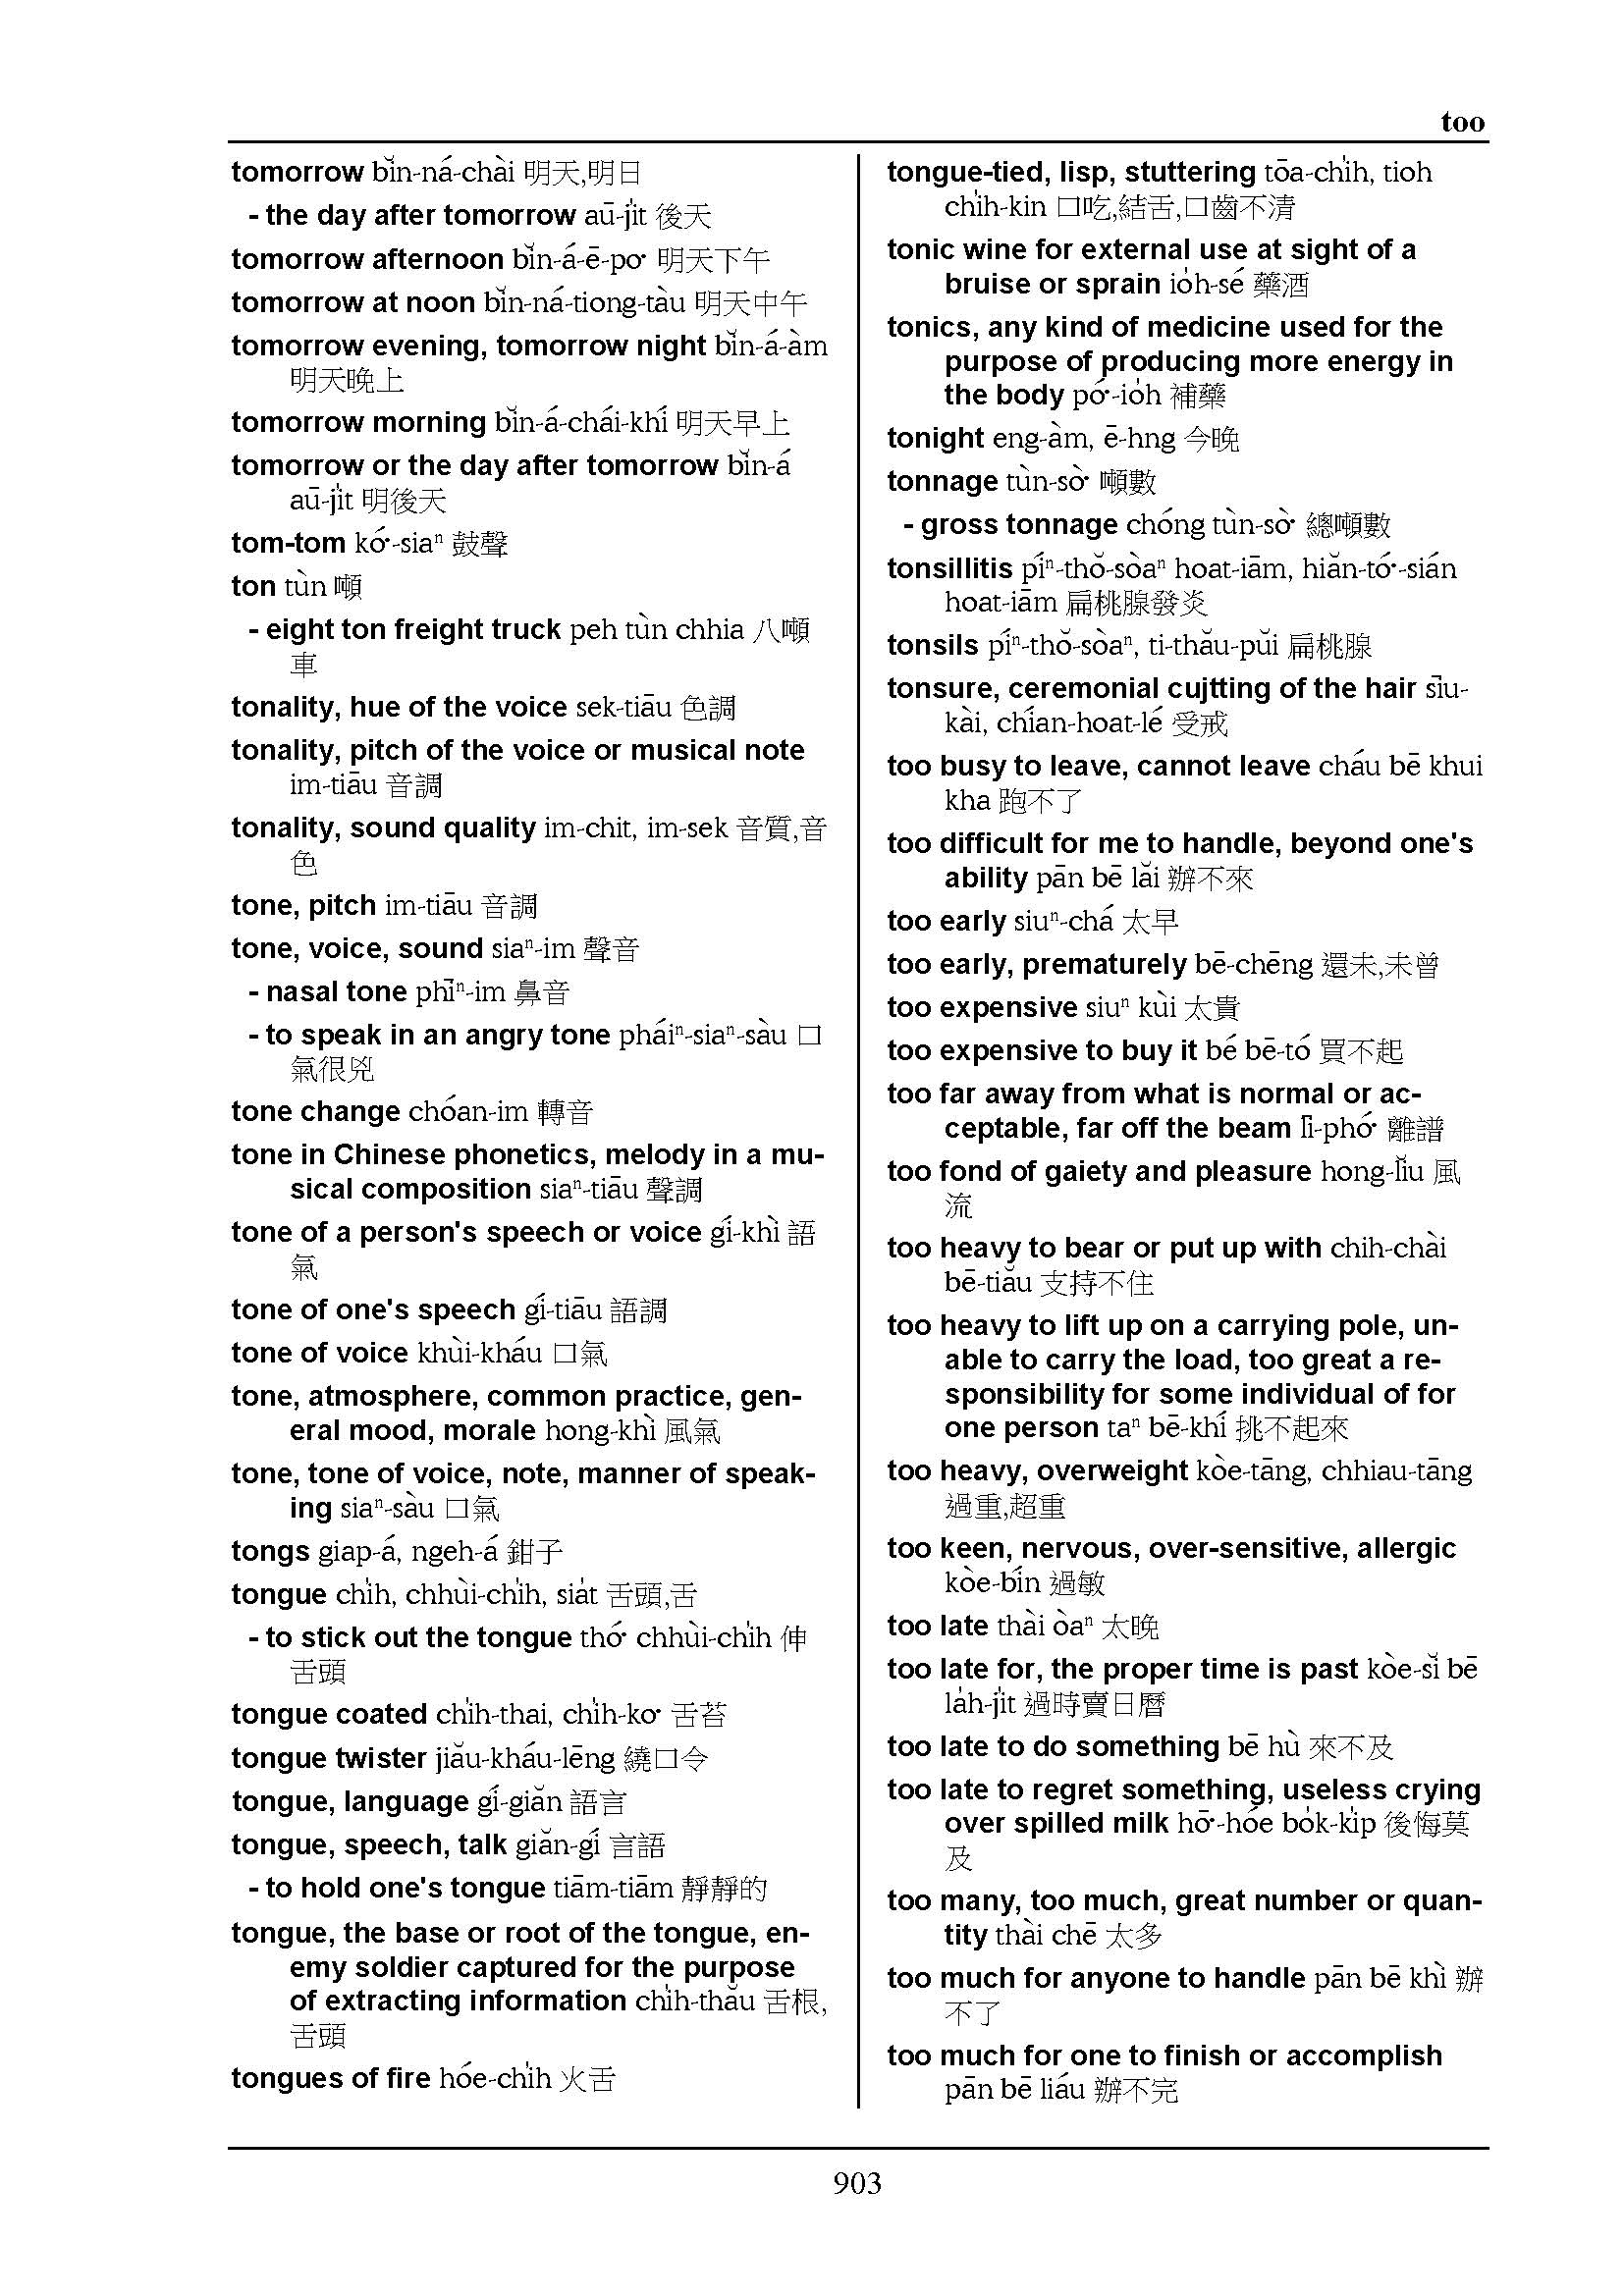 too
tomorrow bĭn-ná-chài 明天,明日
- the day after tomorrow aū-ji̍t 後天
tomorrow afternoon bĭn-á-ē-po͘ 明天下午
tomorrow at noon bĭn-ná-tiong-tàu 明天中午
tomorrow evening, tomorrow night bĭn-á-àm
明天晚上
tomorrow morning bĭn-á-chái-khí 明天早上
tomorrow or the day after tomorrow bĭn-á
aū-ji̍t 明後天
tom-tom kó͘-siaⁿ 鼓聲
ton tùn 噸
- eight ton freight truck peh tùn chhia 八噸
車
tonality, hue of the voice sek-tiāu 色調
tonality, pitch of the voice or musical note
im-tiāu 音調
tonality, sound quality im-chit, im-sek 音質,音
色
tone, pitch im-tiāu 音調
tone, voice, sound siaⁿ-im 聲音
- nasal tone phīⁿ-im 鼻音
- to speak in an angry tone pháiⁿ-siaⁿ-sàu 口
氣很兇
tone change chóan-im 轉音
tone in Chinese phonetics, melody in a mu-
sical composition siaⁿ-tiāu 聲調
tone of a person's speech or voice gí-khì 語
氣
tone of one's speech gí-tiāu 語調
tone of voice khùi-kháu 口氣
tone, atmosphere, common practice, gen-
eral mood, morale hong-khì 風氣
tone, tone of voice, note, manner of speak-
ing siaⁿ-sàu 口氣
tongs giap-á, ngeh-á 鉗子
tongue chi̍h, chhùi-chi̍h, sia̍t 舌頭,舌
- to stick out the tongue thó͘ chhùi-chi̍h 伸
舌頭
tongue coated chi̍h-thai, chi̍h-ko͘ 舌苔
tongue twister jiău-kháu-lēng 繞口令
tongue, language gí-giăn 語言
tongue, speech, talk giăn-gí 言語
- to hold one's tongue tiām-tiām 靜靜的
tongue, the base or root of the tongue, en-
emy soldier captured for the purpose
of extracting information chi̍h-thău 舌根,
舌頭
tongues of fire hóe-chi̍h 火舌
tongue-tied, lisp, stuttering tōa-chi̍h, tioh
chi̍h-kin 口吃,結舌,口齒不清
tonic wine for external use at sight of a
bruise or sprain io̍h-sé 藥酒
tonics, any kind of medicine used for the
purpose of producing more energy in
the body pó͘-io̍h 補藥
tonight eng-àm, ē-hng 今晚
tonnage tùn-sò͘ 噸數
- gross tonnage chóng tùn-sò͘ 總噸數
tonsillitis píⁿ-thŏ-sòaⁿ hoat-iām, hiăn-tó͘-sián
hoat-iām 扁桃腺發炎
tonsils píⁿ-thŏ-sòaⁿ, ti-thău-pŭi 扁桃腺
tonsure, ceremonial cujtting of the hair sīu-
kài, chían-hoat-lé 受戒
too busy to leave, cannot leave cháu bē khui
kha 跑不了
too difficult for me to handle, beyond one's
ability pān bē lăi 辦不來
too early siuⁿ-chá 太早
too early, prematurely bē-chēng 還未,未曾
too expensive siuⁿ kùi 太貴
too expensive to buy it bé bē-tó 買不起
too far away from what is normal or ac-
ceptable, far off the beam lī-phó͘ 離譜
too fond of gaiety and pleasure hong-lĭu 風
流
too heavy to bear or put up with chih-chài
bē-tiău 支持不住
too heavy to lift up on a carrying pole, un-
able to carry the load, too great a re-
sponsibility for some individual of for
one person taⁿ bē-khí 挑不起來
too heavy, overweight kòe-tāng, chhiau-tāng
過重,超重
too keen, nervous, over-sensitive, allergic
kòe-bín 過敏
too late thài òaⁿ 太晚
too late for, the proper time is past kòe-sĭ bē
la̍h-ji̍t 過時賣日曆
too late to do something bē hù 來不及
too late to regret something, useless crying
over spilled milk hō͘-hóe bo̍k-ki̍p 後悔莫
及
too many, too much, great number or quan-
tity thài chē 太多
too much for anyone to handle pān bē khì 辦
不了
too much for one to finish or accomplish
pān bē liáu 辦不完
903